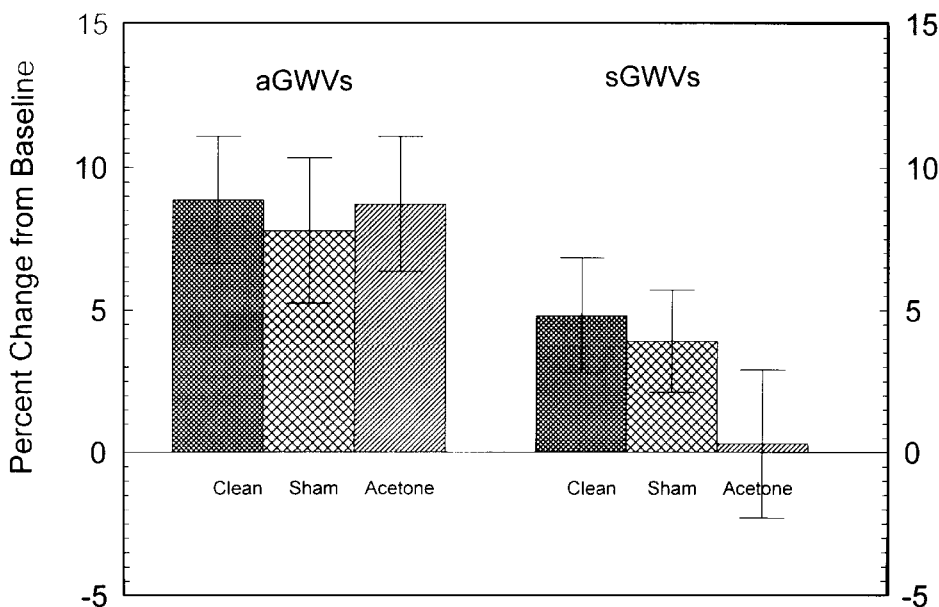 15 15
aGWVs sGWVs
10 10
Percent Change from Baseline
5 5
0 0
Clean Sham Acetone Clean Sham Acetone
-5 -5